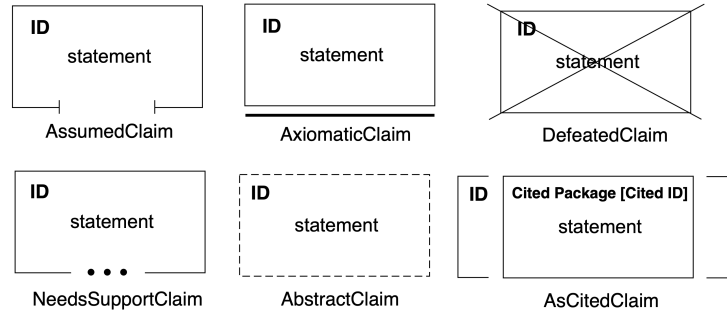 ID
statement
AssumedClaim
ID
statement
AxiomaticClaim
ID
statement
DefeatedClaim
ID
statement
NeedsSupportClaim
ID
statement
AbstractClaim
ID
Cited Package [Cited ID]
statement
AsCitedClaim